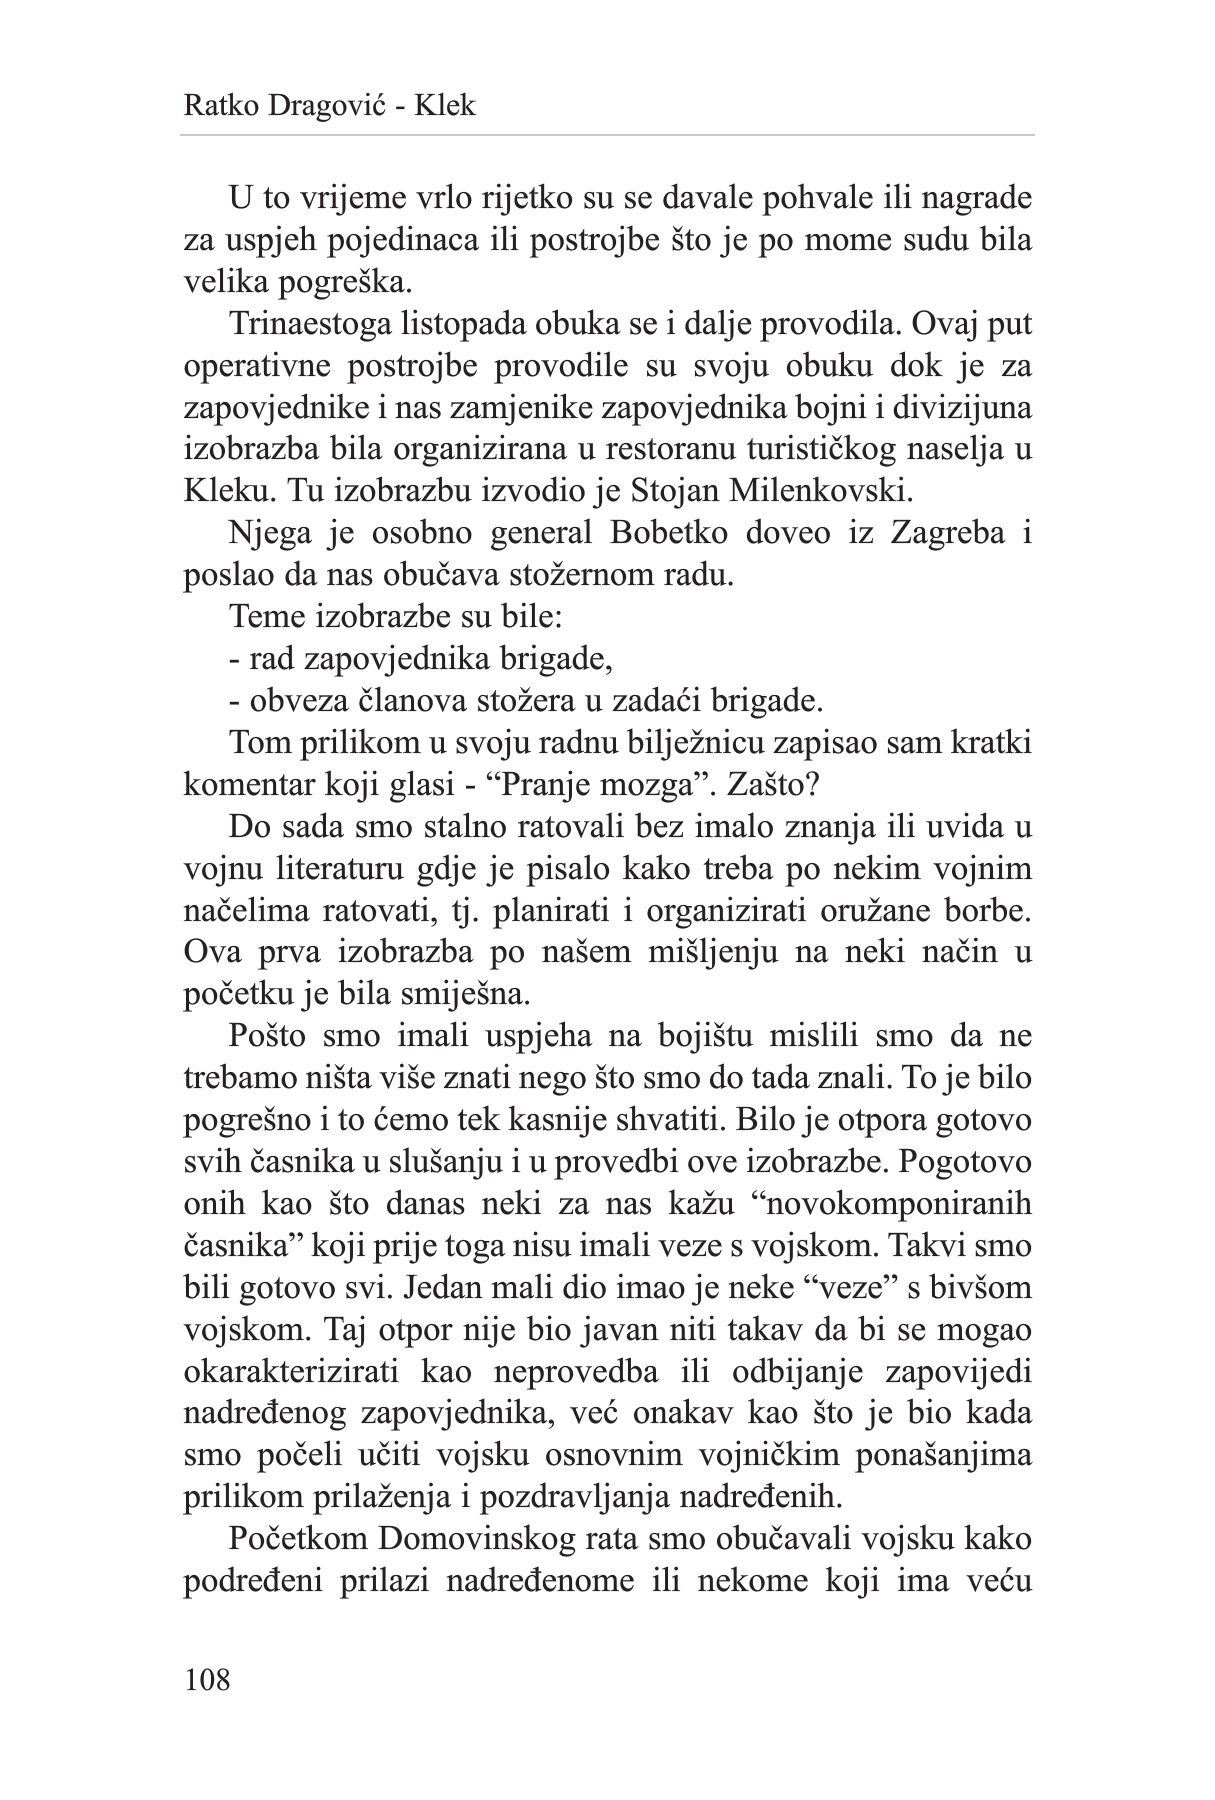 Ratko Dragović - Klek
U to vrijeme vrlo rijetko su se davale pohvale ili nagrade
za uspjeh pojedinaca ili postrojbe što je po mome sudu bila
velika pogreška.
Trinaestoga listopada obuka se i dalje provodila. Ovaj put
operativne postrojbe provodile su svoju obuku dok je za
zapovjednike i nas zamjenike zapovjednika bojni i divizijuna
izobrazba bila organizirana u restoranu turističkog naselja u
Kleku. Tu izobrazbu izvodio je Stojan Milenkovski.
Njega je osobno general Bobetko doveo iz Zagreba i
poslao da nas obučava stožernom radu.
Teme izobrazbe su bile:
- rad zapovjednika brigade,
- obveza članova stožera u zadaći brigade.
Tom prilikom u svoju radnu bilježnicu zapisao sam kratki
komentar koji glasi - “Pranje mozga”. Zašto?
Do sada smo stalno ratovali bez imalo znanja ili uvida u
vojnu literaturu gdje je pisalo kako treba po nekim vojnim
načelima ratovati, tj. planirati i organizirati oružane borbe.
Ova prva izobrazba po našem mišljenju na neki način u
početku je bila smiješna.
Pošto smo imali uspjeha na bojištu mislili smo da ne
trebamo ništa više znati nego što smo do tada znali. To je bilo
pogrešno i to ćemo tek kasnije shvatiti. Bilo je otpora gotovo
svih časnika u slušanju i u provedbi ove izobrazbe. Pogotovo
onih kao što danas neki za nas kažu “novokomponiranih
časnika” koji prije toga nisu imali veze s vojskom. Takvi smo
bili gotovo svi. Jedan mali dio imao je neke “veze” s bivšom
vojskom. Taj otpor nije bio javan niti takav da bi se mogao
okarakterizirati kao neprovedba ili odbijanje zapovijedi
nadređenog zapovjednika, već onakav kao što je bio kada
smo počeli učiti vojsku osnovnim vojničkim ponašanjima
prilikom prilaženja i pozdravljanja nadređenih.
Početkom Domovinskog rata smo obučavali vojsku kako
podređeni prilazi nadređenome ili nekome koji ima veću
108